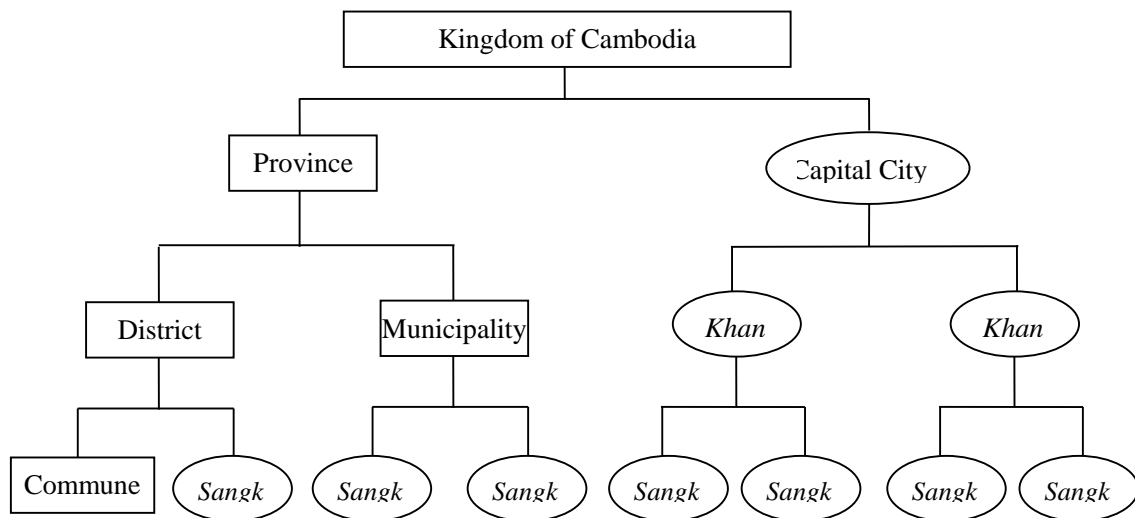 Kingdom of Cambodia
Province
Capital City
District
Municipality
Khan
Khan
Commune
Sangk
Sangk
Sangk
Sangk
Sangk
Sangk
Sangk